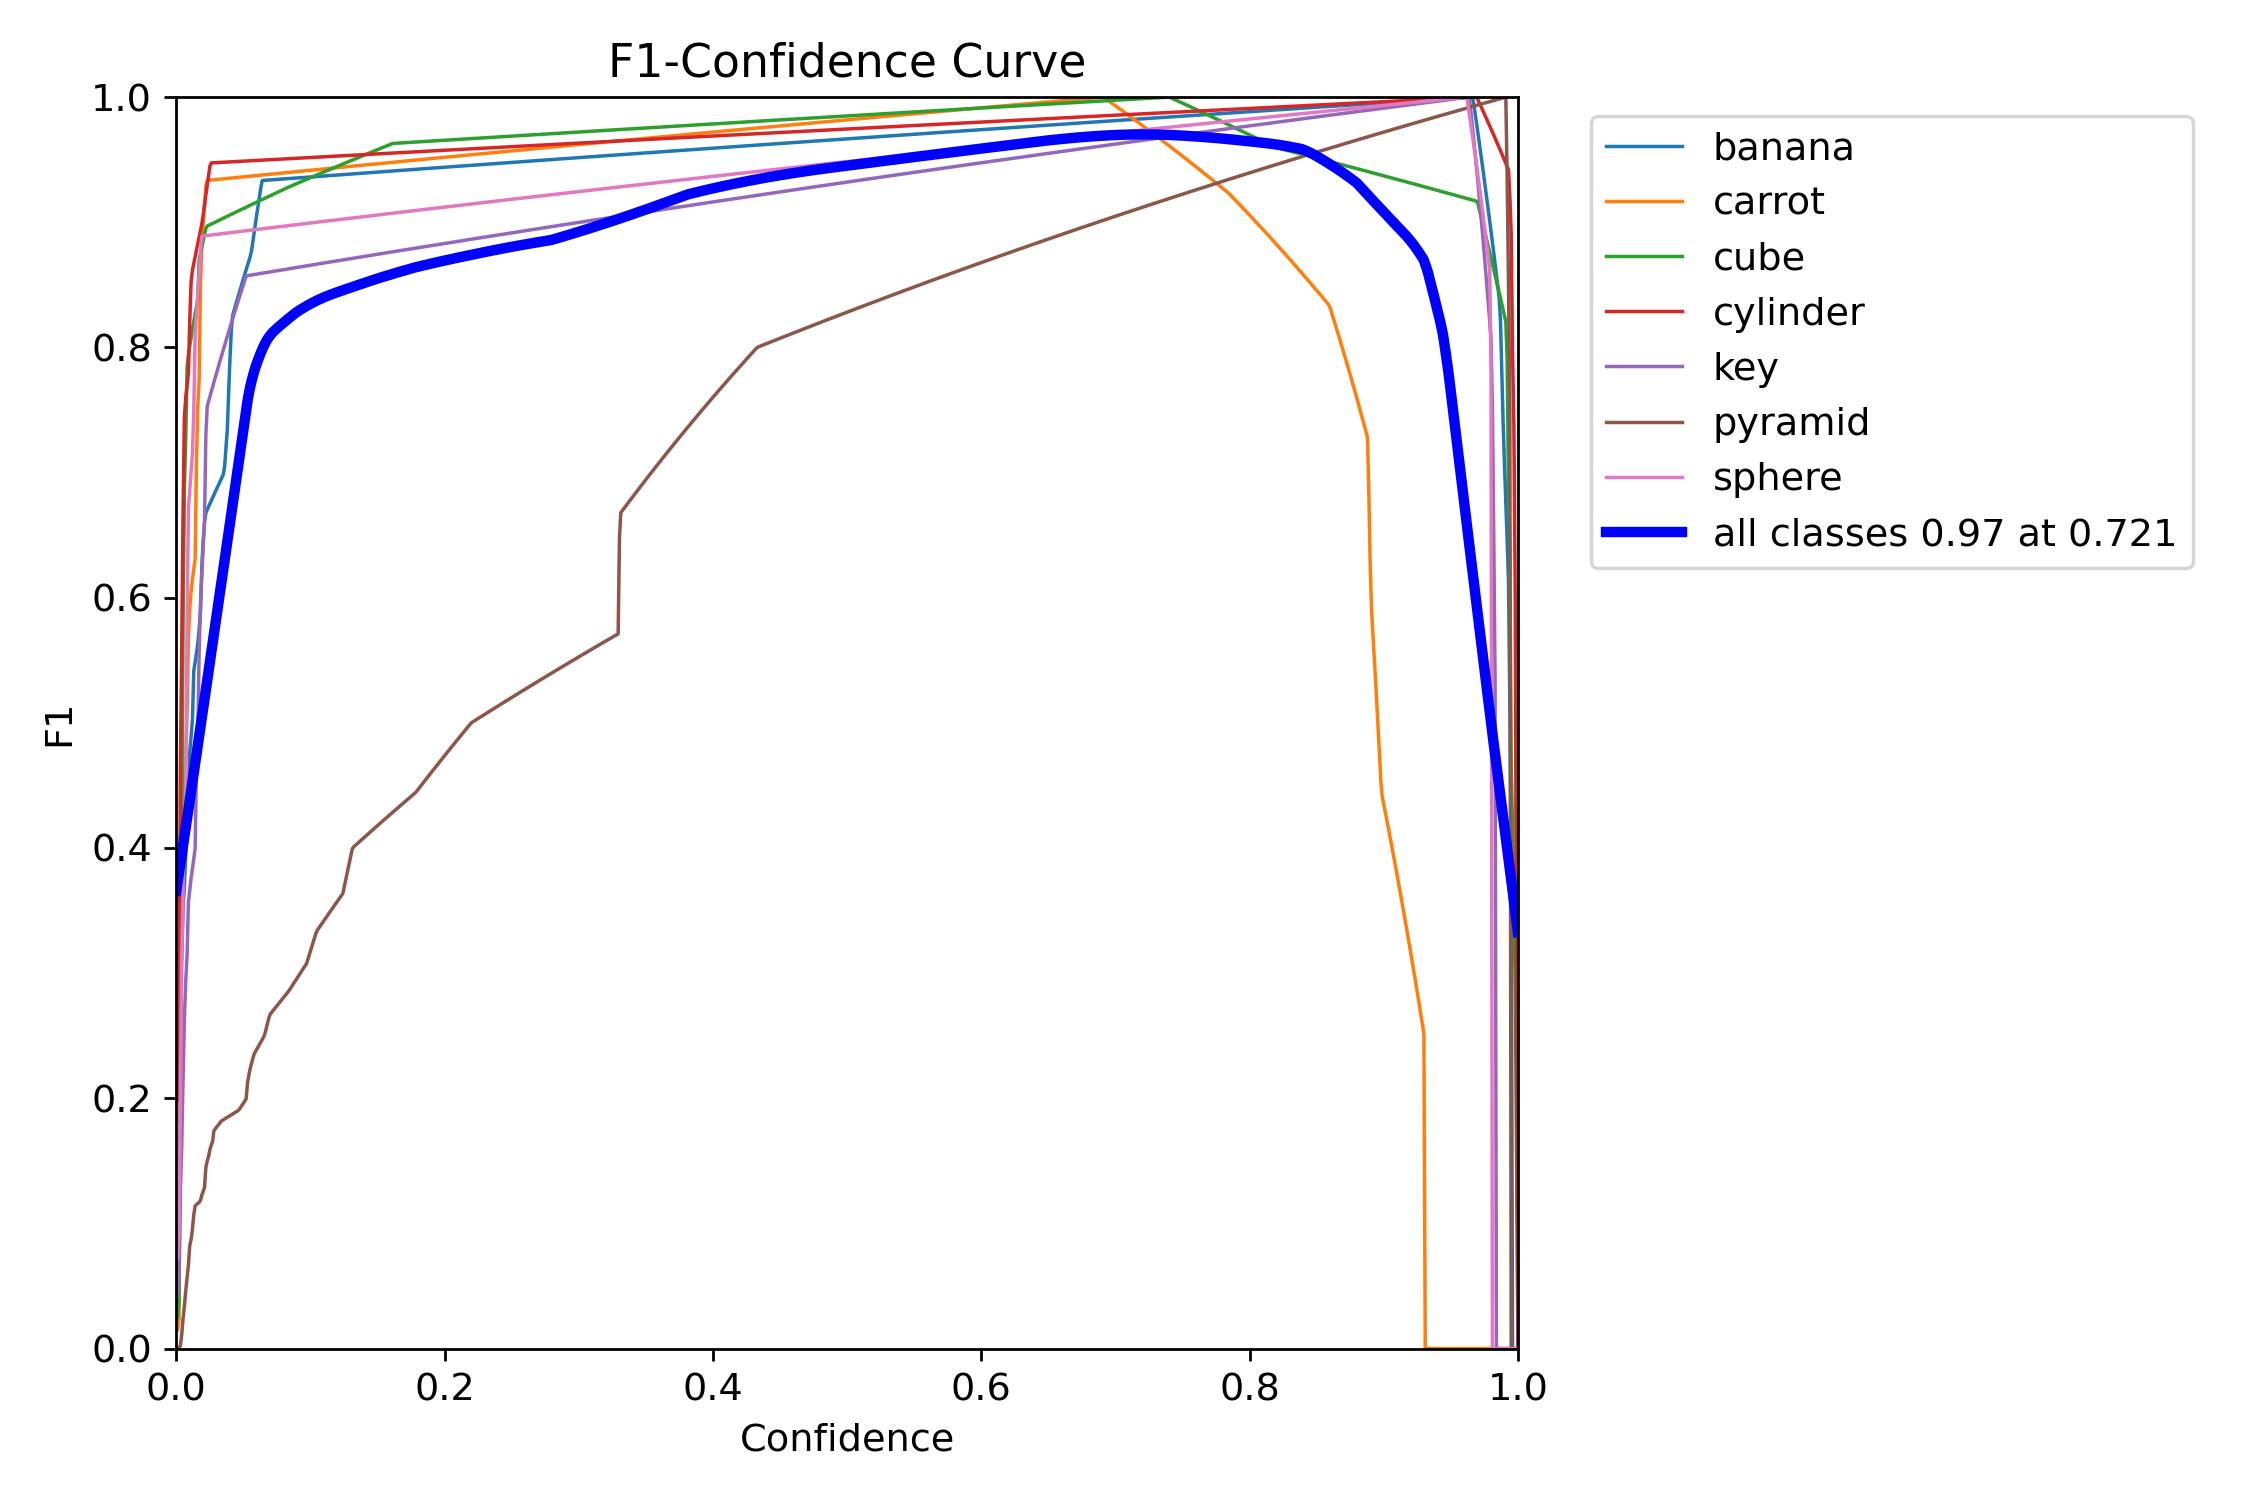 F1-Confidence Curve
1.0
0.8
0.6
0.4
0.2
0.0
F1
0.0 0.2 0.4 0.6 0.8 1.0
Confidence
banana
carrot
cube
cylinder
key
pyramid
sphere
all classes 0.97 at 0.721